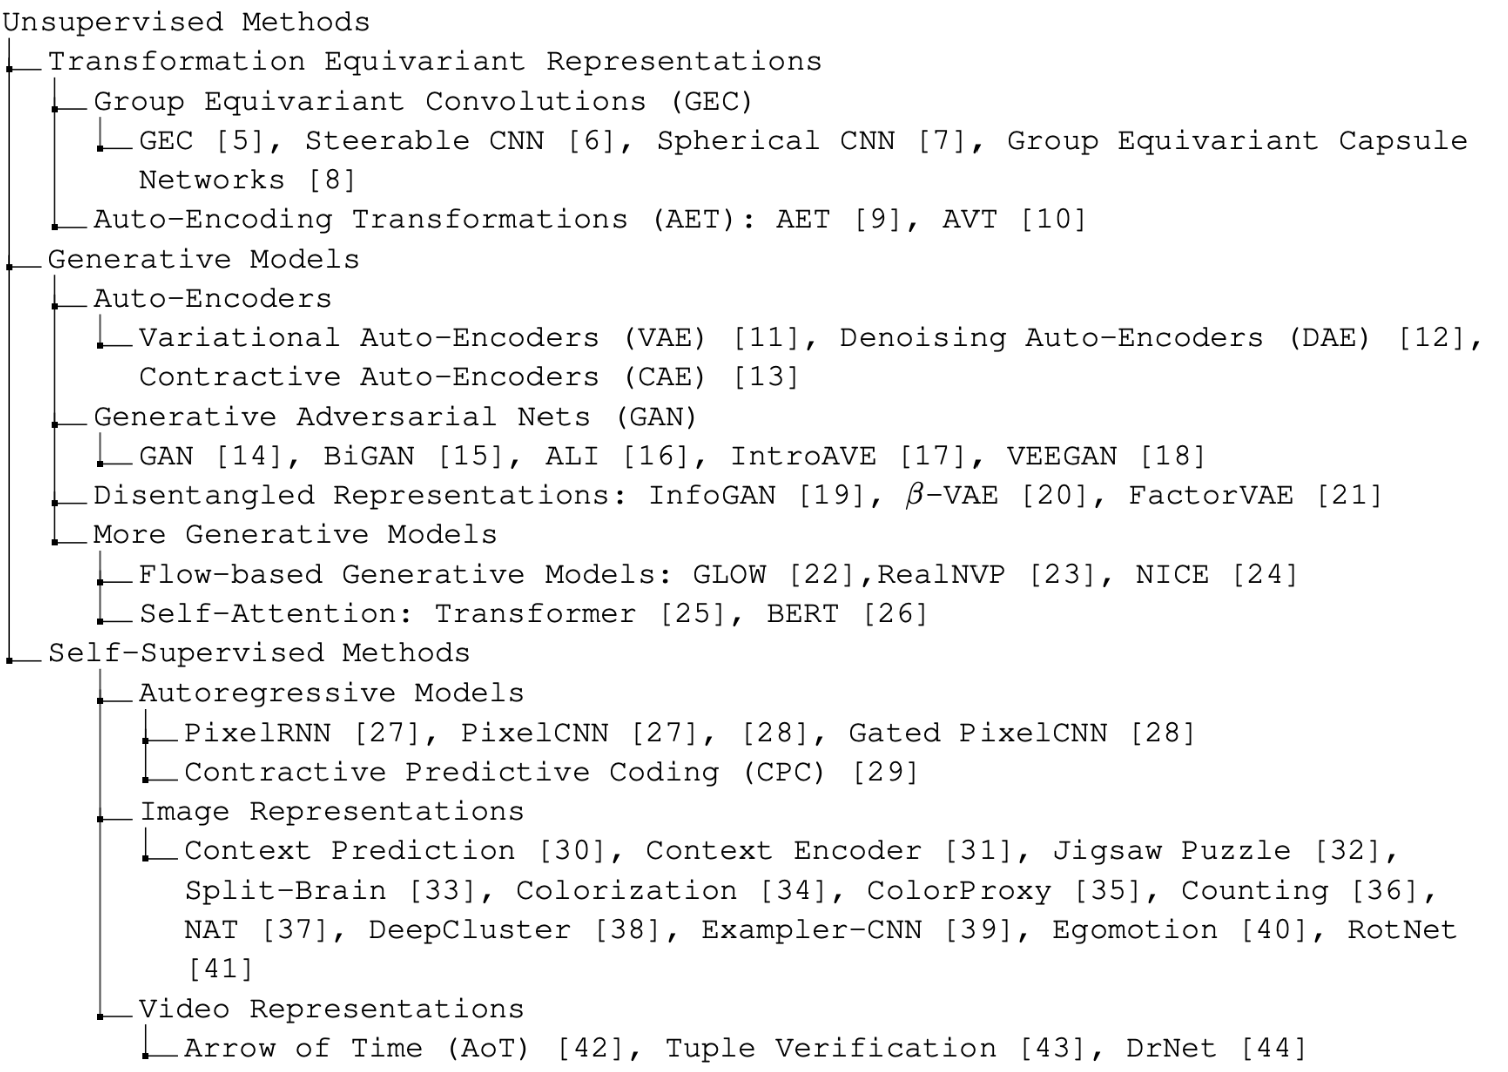 Unsupervised Methods
Transformation Equivariant Representations
Group Equivariant Convolutions (GEC)
GEC [5], Steerable CNN [6], Spherical CNN [7], Group Equivariant Capsule
Networks [8]
Auto-Encoding Transformations (AET): AET [9], AVT [10]
Generative Models
Auto-Encoders
Variational Auto-Encoders (VAE) [11], Denoising Auto-Encoders (DAE) [12],
Contractive Auto-Encoders (CAE) [13]
Generative Adversarial Nets (GAN)
GAN [14], BiGAN [15], ALI [16], IntroAVE [17], VEEGAN [18]
Disentangled Representations: InfoGAN [19], β-VAE [20], FactorVAE [21]
More Generative Models
Flow-based Generative Models: GLOW [22],RealNVP [23], NICE [24]
Self-Attention: Transformer [25], BERT [26]
Self-Supervised Methods
Autoregressive Models
PixelRNN [27], PixelCNN [27], [28], Gated PixelCNN [28]
Contractive Predictive Coding (CPC) [29]
Image Representations
Context Prediction [30], Context Encoder [31], Jigsaw Puzzle [32],
Split-Brain [33], Colorization [34], ColorProxy [35], Counting [36],
NAT [37], DeepCluster [38], Exampler-CNN [39], Egomotion [40], RotNet
[41]
Video Representations
Arrow of Time (AoT) [42], Tuple Verification [43], DrNet [44]